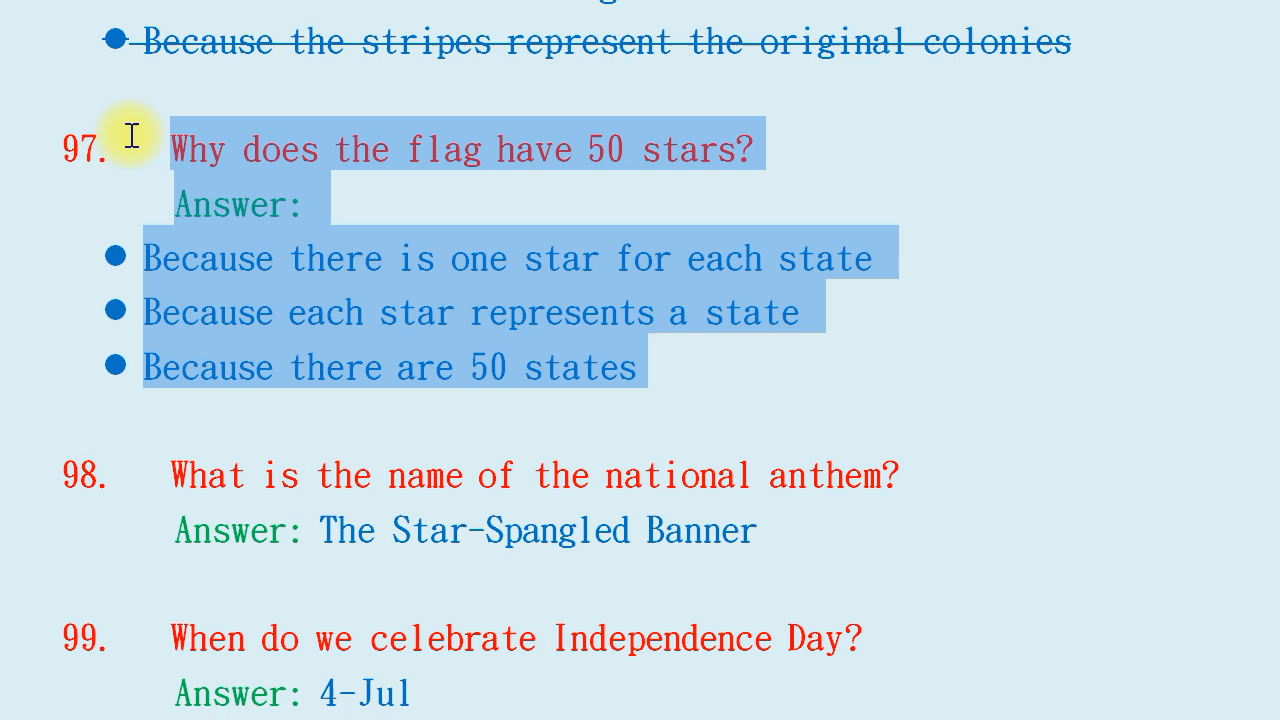 ● Because the stripes represent the original colonies
97. Why does the flag have 50 stars?
Answer:
● Because there is one star for each state
● Because each star represents a state
● Because there are 50 states
98. What is the name of the national anthem?
Answer: The Star-Spangled Banner
99. When do we celebrate Independence Day?
Answer: 4-Jul